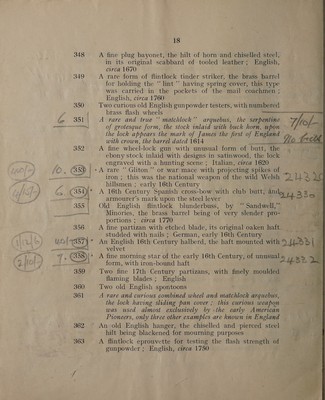 18
348 A fine plug bayonet, the hilt of horn and chiselled steel,
in its original scabbard of tooled leather ; English,
circa 1670
349 A rare form of flintlock tinder striker, the brass barrel
for holding the " lint " having spring cover, this type
was carried in the pockets of the mail coachmen ;
English, circa 1760
350 Two curious old English gunpowder testers, with numbered
brass flash wheels
6 351 A rare and true " matchlock " arquebus, the serpentine 7/10/-
of grotesque form, the stock inlaid with buck horn, upon
the lock appears the mark of James the first of England
with crown, the barrel dated 1614
352 A fine wheel-lock gun with unusual form of butt, the
ebony stock inlaid with designs in satinwood, the lock
engraved with a hunting scene ; Italian, circa 1620
10. - 353 A rare " Gliton " or war mace with projecting spikes of
iron ; this was the national weapon of the wild Welsh
hillsmen ; early 16th Century
6. 354 A 16th Century Spanish cross-bow with club butt, and 24330
armourer's mark upon the steel lever
355 Old English flintlock blunderbuss, by " Sandwell,"
Minories, the brass barrel being of very slender pro-
portions ; circa 1770
356 A fine partizan with etched blade, its original oaken haft
studded with nails ; German, early 16th Century
357 An English 16th Century halberd, the haft mounted with 24331
velvet
2/10/- 7. - 358 A fine morning star of the early 16th Century, of unusual 24332
form, with iron-bound haft
359 Two fine 17th Century partizans, with finely moulded
flaming blades ; English
360 Two old English spontoons
361 A rare and curious combined wheel and matchlock arquebus,
the lock having sliding pan cover ; this curious weapon
was used almost exclusively by the early American
Pioneers, only three other examples are known in England
362 An old English hanger, the chiselled and pierced steel
hilt being blackened for mourning purposes
363 A flintlock eprouvette for testing the flash strength of
gunpowder ; English, circa 1750